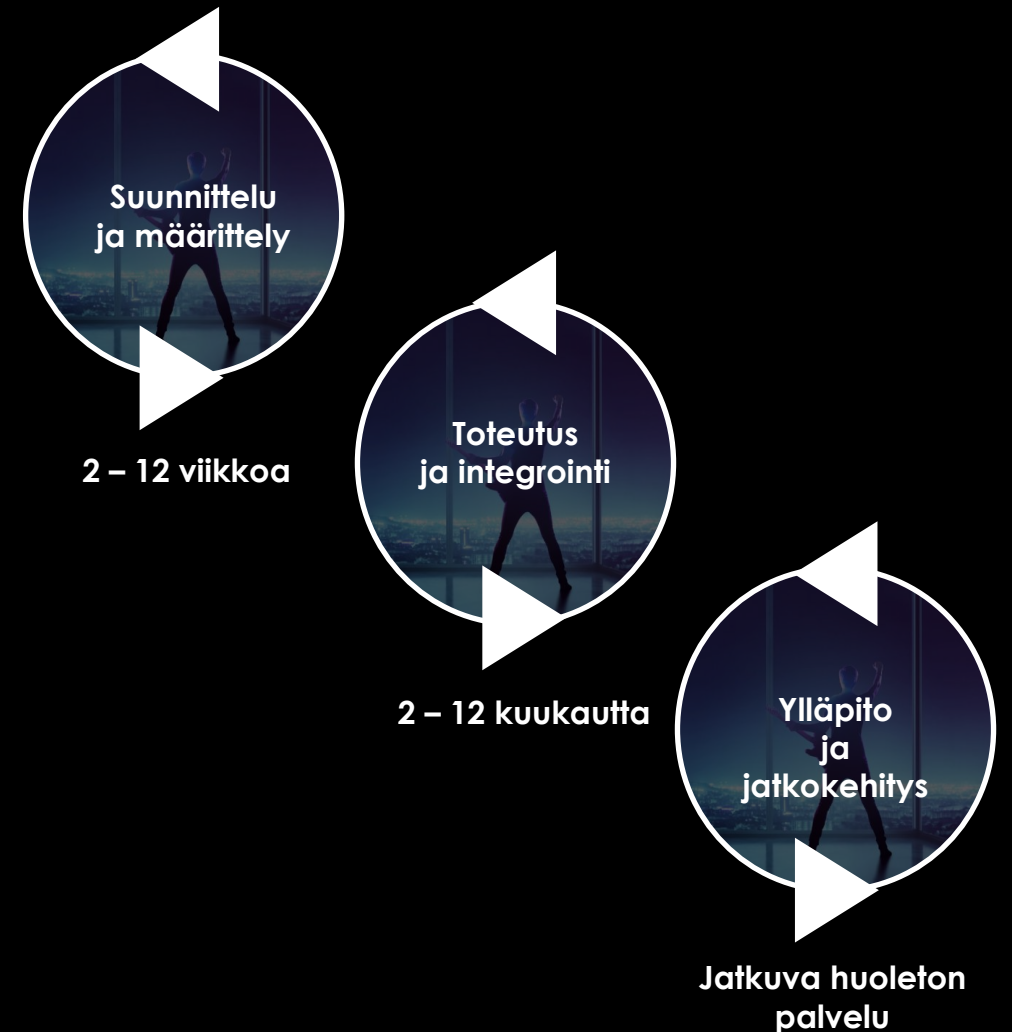 Suunnittelu
ja määrittely
2 – 12 viikkoa
Toteutus
ja integrointi
2 – 12 kuukautta
Ylläpito
ja
jatkokehitys
Jatkuva huoleton
palvelu